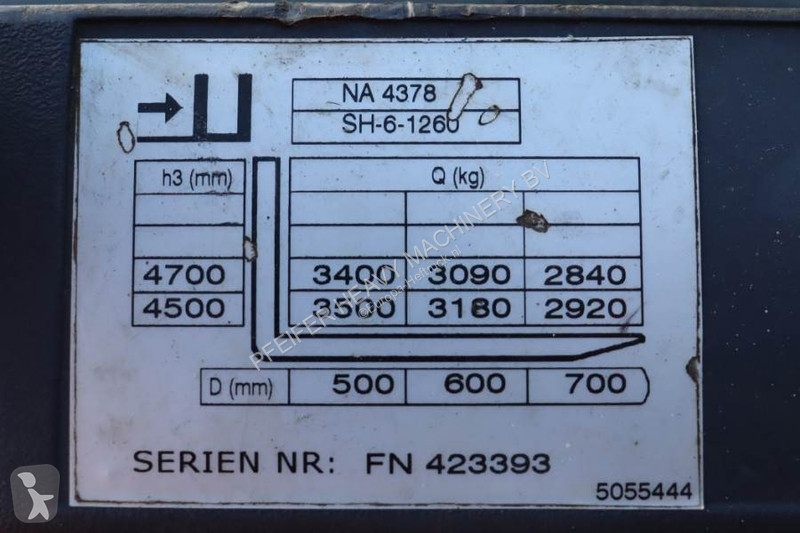 NA 4378
SH-6-1260
h3 (mm) Q (kg)
4700 3400 3090 2840
4500 3500 3180 2920
D (mm) 500 600 700
SERIEN NR: FN 423393
5055444
PFEIFER HEAVY MACHINERY BV